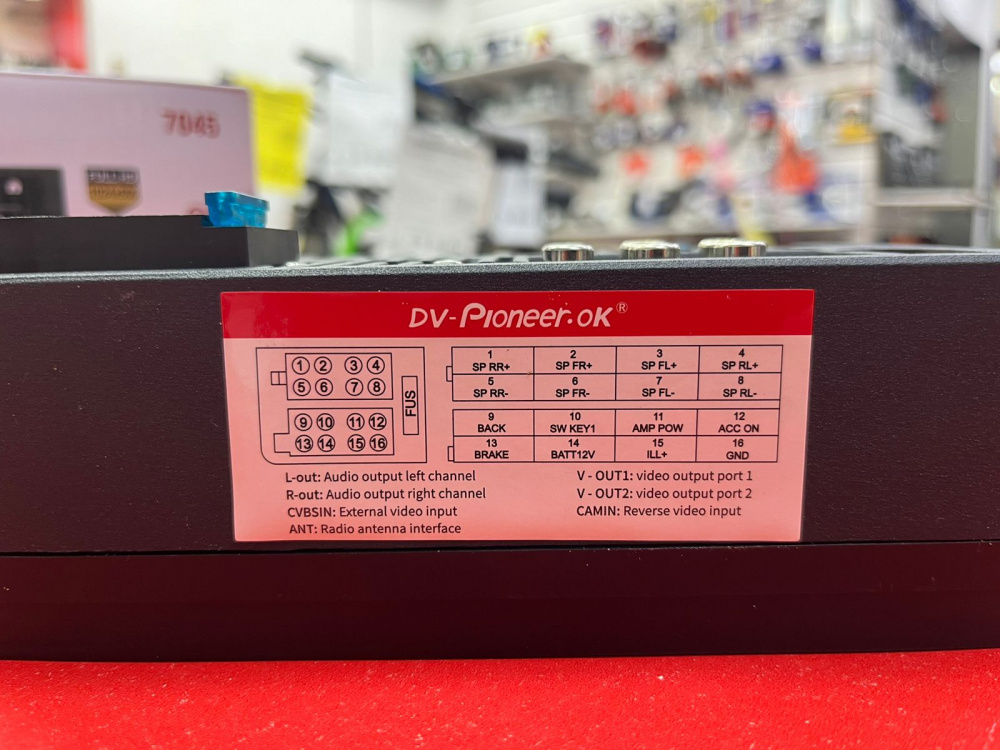 7045
FULL HD
DV-Pioneer.OK®
① ② ③ ④
⑤ ⑥ ⑦ ⑧
FUS
⑨ ⑩ ⑪ ⑫
⑬ ⑭ ⑮ ⑯
1 2 3 4
SP RR+ SP FR+ SP FL+ SP RL+
5 6 7 8
SP RR- SP FR- SP FL- SP RL-
9 10 11 12
BACK SW KEY1 AMP POW ACC ON
13 14 15 16
BRAKE BATT12V ILL+ GND
L-out: Audio output left channel
R-out: Audio output right channel
CVBSIN: External video input
ANT: Radio antenna interface
V - OUT1: video output port 1
V - OUT2: video output port 2
CAMIN: Reverse video input